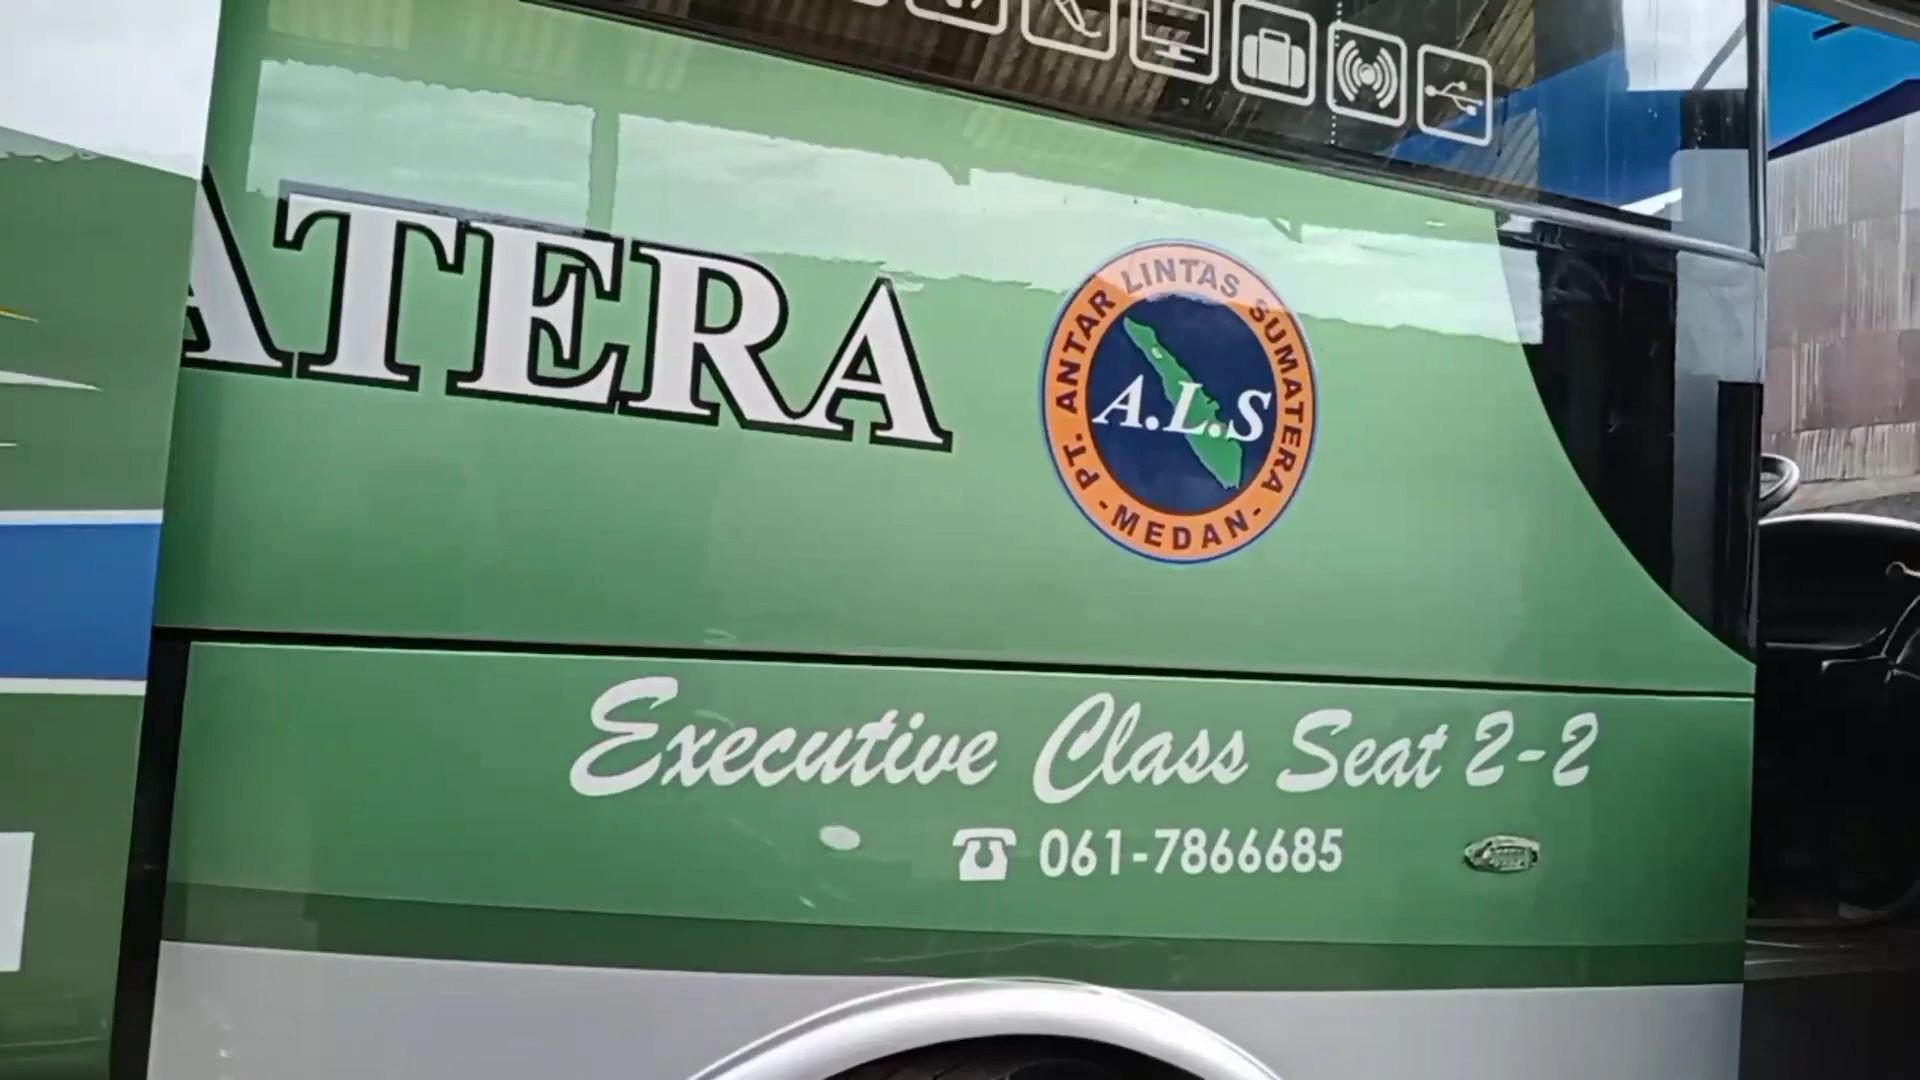 ATERA
PT. ANTAR LINTAS SUMATERA
A.L.S
- MEDAN -
Executive Class Seat 2-2
061-7866685